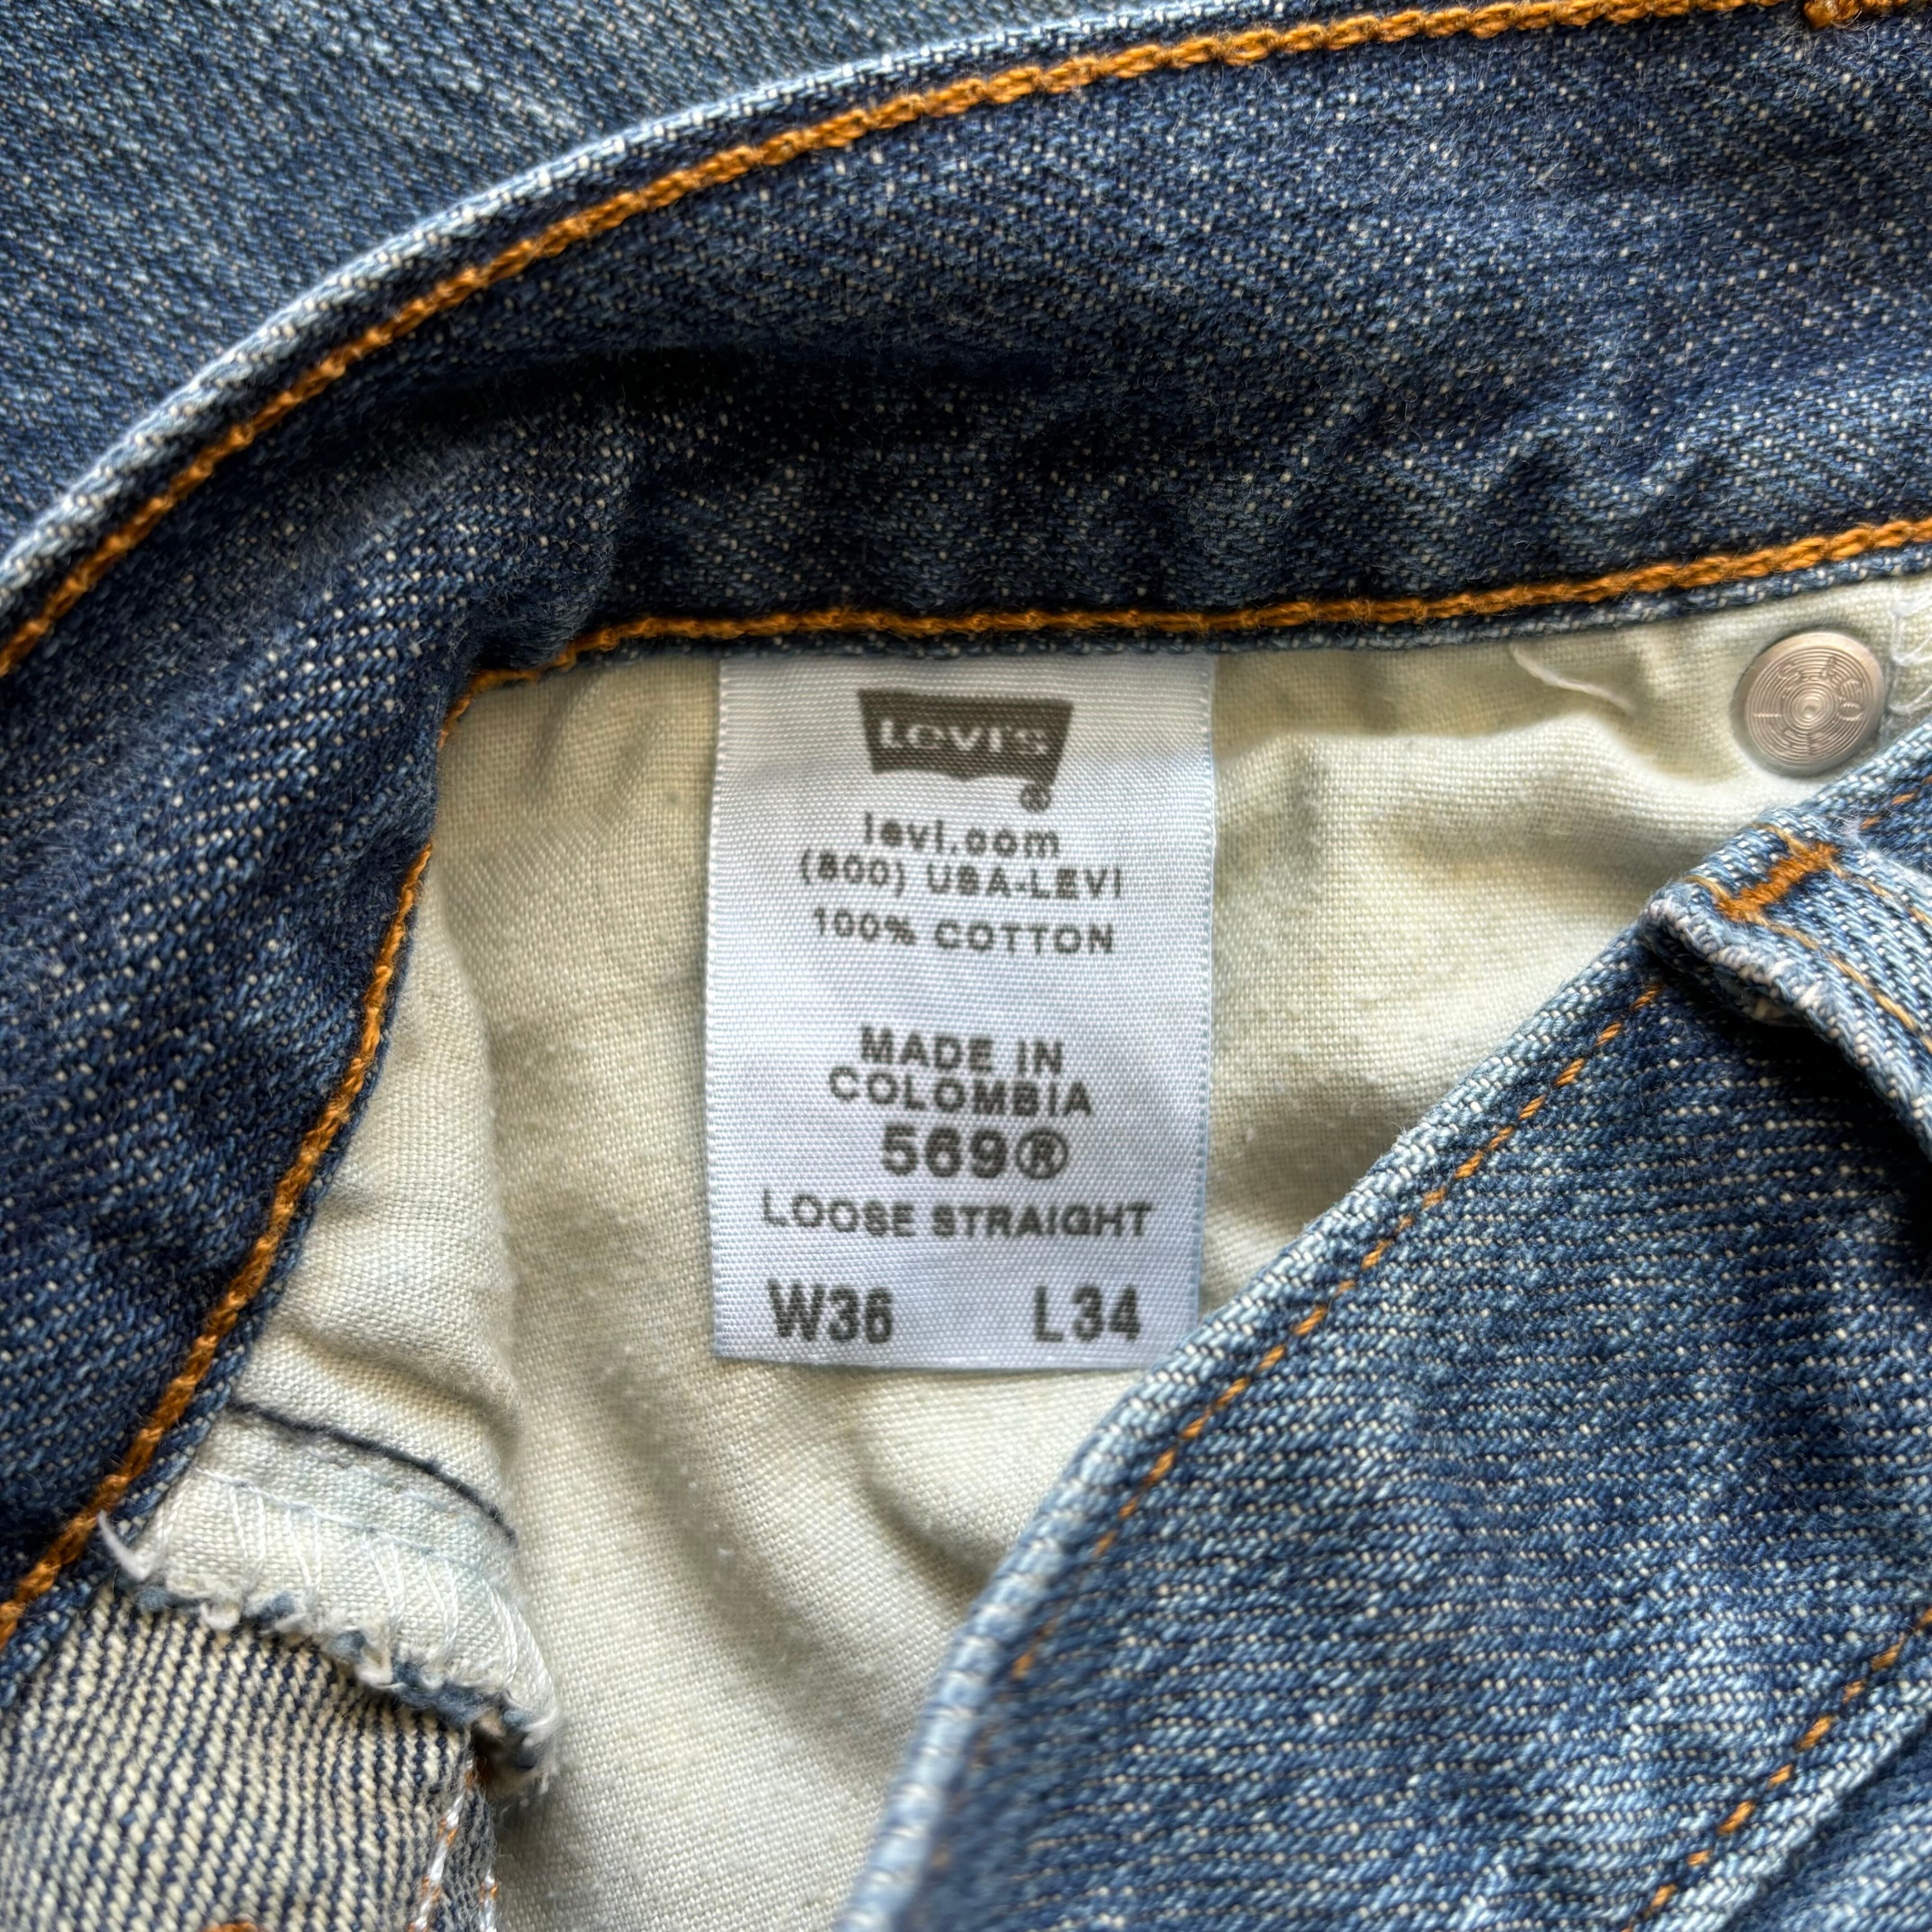 Levi's®
levi.com
(800) USA-LEVI
100% COTTON
MADE IN
COLOMBIA
569®
LOOSE STRAIGHT
W36 L34